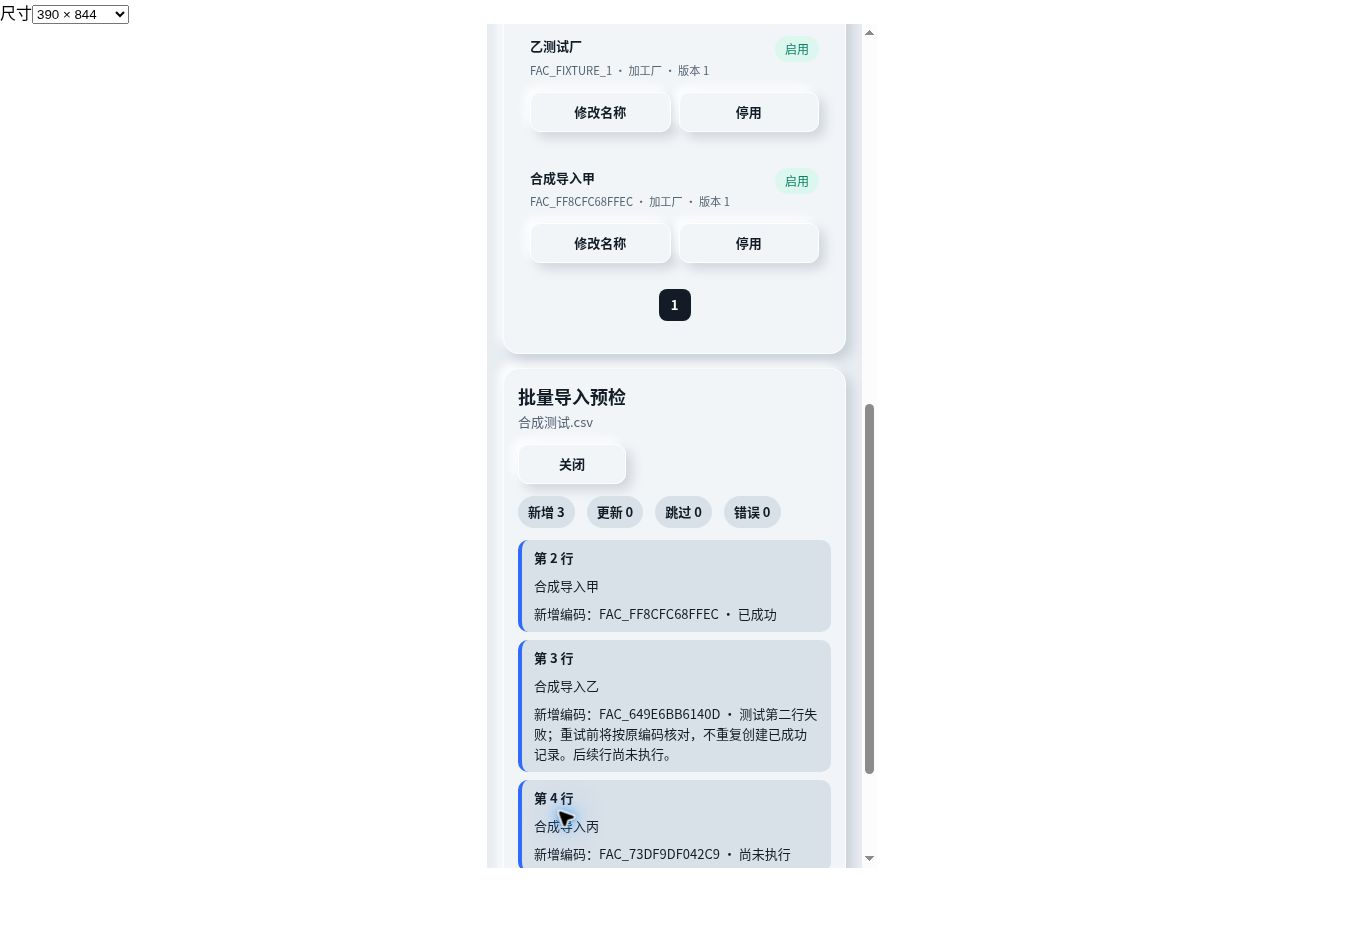 尺寸 390 × 844
乙测试厂 启用
FAC_FIXTURE_1 · 加工厂 · 版本 1
修改名称 停用
合成导入甲 启用
FAC_FF8CFC68FFEC · 加工厂 · 版本 1
修改名称 停用
1
批量导入预检
合成测试.csv
关闭
新增 3 更新 0 跳过 0 错误 0
第 2 行
合成导入甲
新增编码：FAC_FF8CFC68FFEC · 已成功
第 3 行
合成导入乙
新增编码：FAC_649E6BB6140D · 测试第二行失
败；重试前将按原编码核对，不重复创建已成功
记录。后续行尚未执行。
第 4 行
合成导入丙
新增编码：FAC_73DF9DF042C9 · 尚未执行